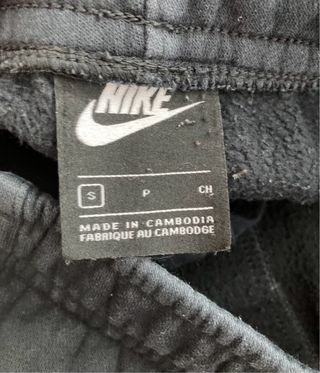 NIKE
S P CH
MADE IN CAMBODIA
FABRIQUE AU CAMBODGE